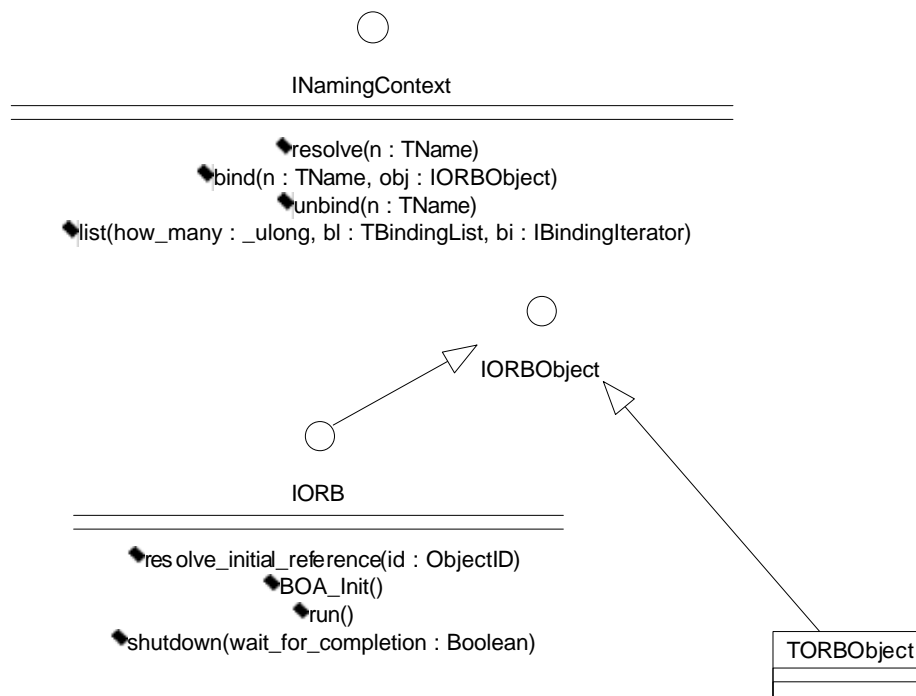 INamingContext
resolve(n : TName)
bind(n : TName, obj : IORBObject)
unbind(n : TName)
list(how_many : _ulong, bl : TBindingList, bi : IBindingIterator)
IORBObject
IORB
resolve_initial_reference(id : ObjectID)
BOA_Init()
run()
shutdown(wait_for_completion : Boolean)
TORBObject